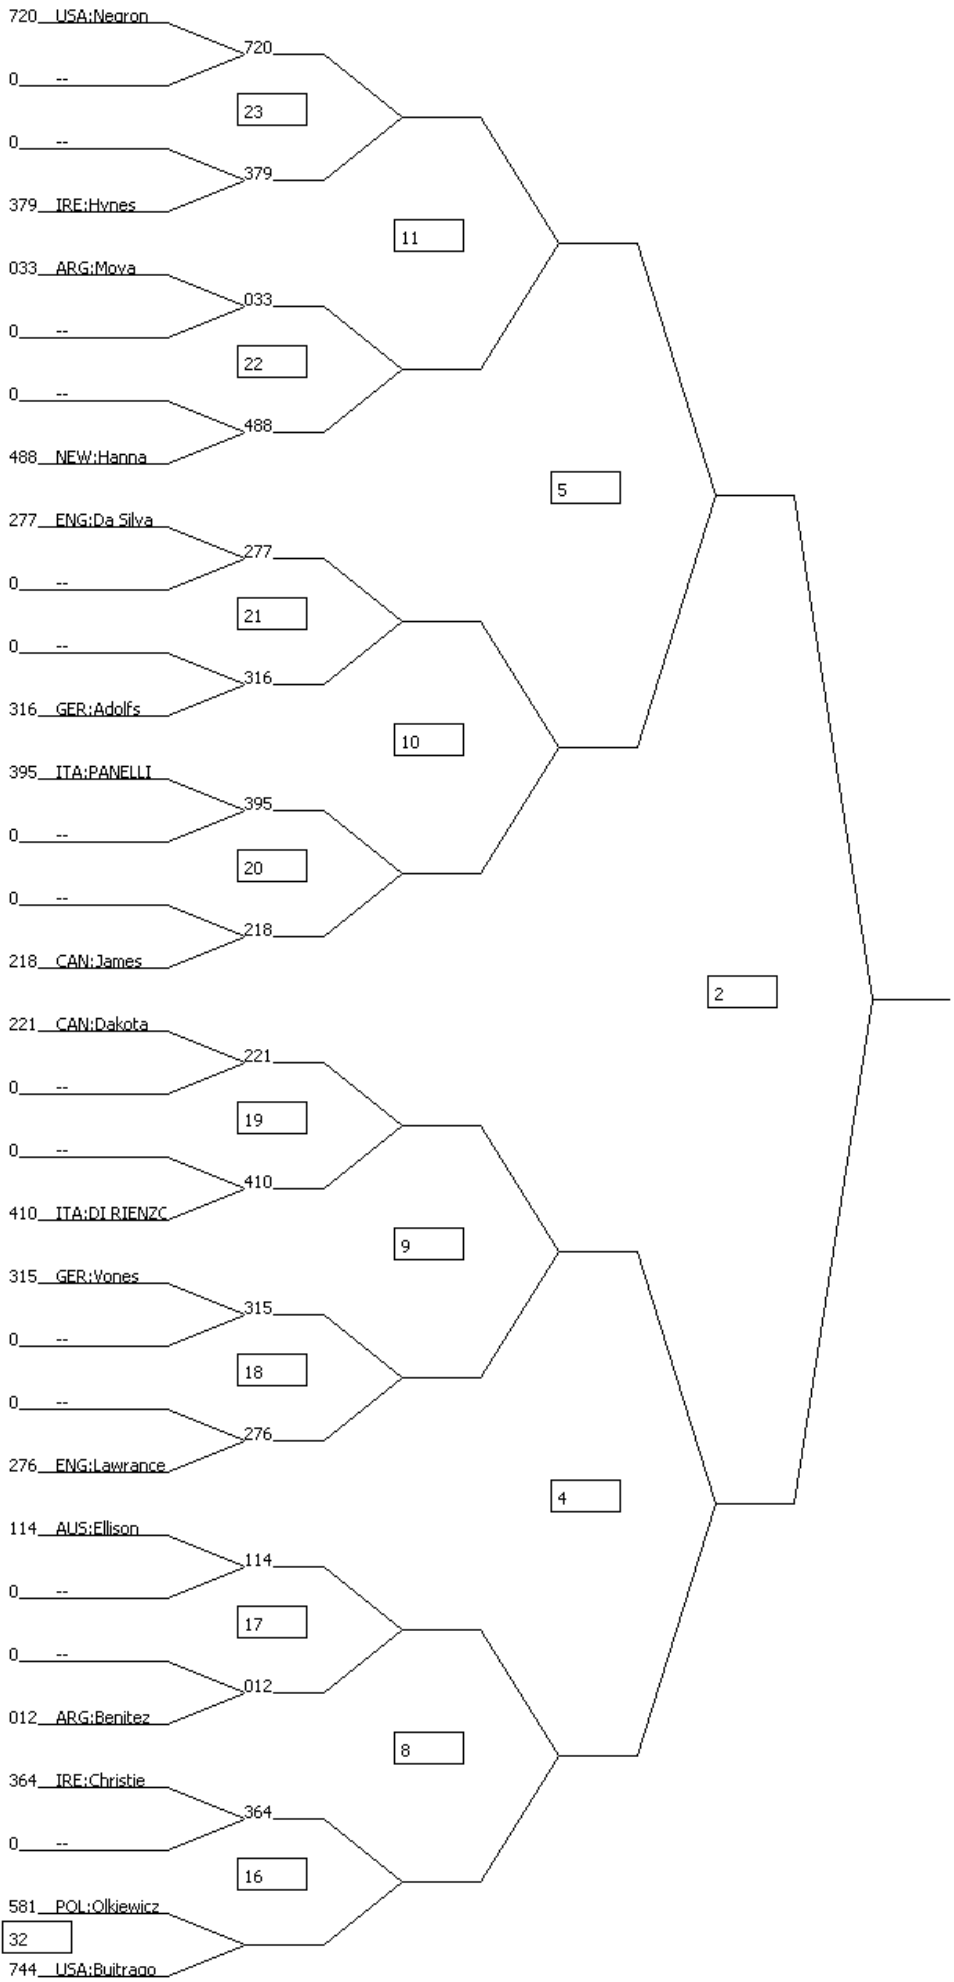 720 USA:Negron
720
0 --
23
0 --
379
379 IRE:Hynes
11
033 ARG:Moya
033
0 --
22
0 --
488
488 NEW:Hanna
5
277 ENG:Da Silva
277
0 --
21
0 --
316
316 GER:Adolfs
10
395 ITA:PANELLI
395
0 --
20
0 --
218
218 CAN:James
2
221 CAN:Dakota
221
0 --
19
0 --
410
410 ITA:DI RIENZC
9
315 GER:Vones
315
0 --
18
0 --
276
276 ENG:Lawrance
4
114 AUS:Ellison
114
0 --
17
0 --
012
012 ARG:Benitez
8
364 IRE:Christie
364
0 --
16
581 POL:Olkiewicz
32
744 USA:Buitrago